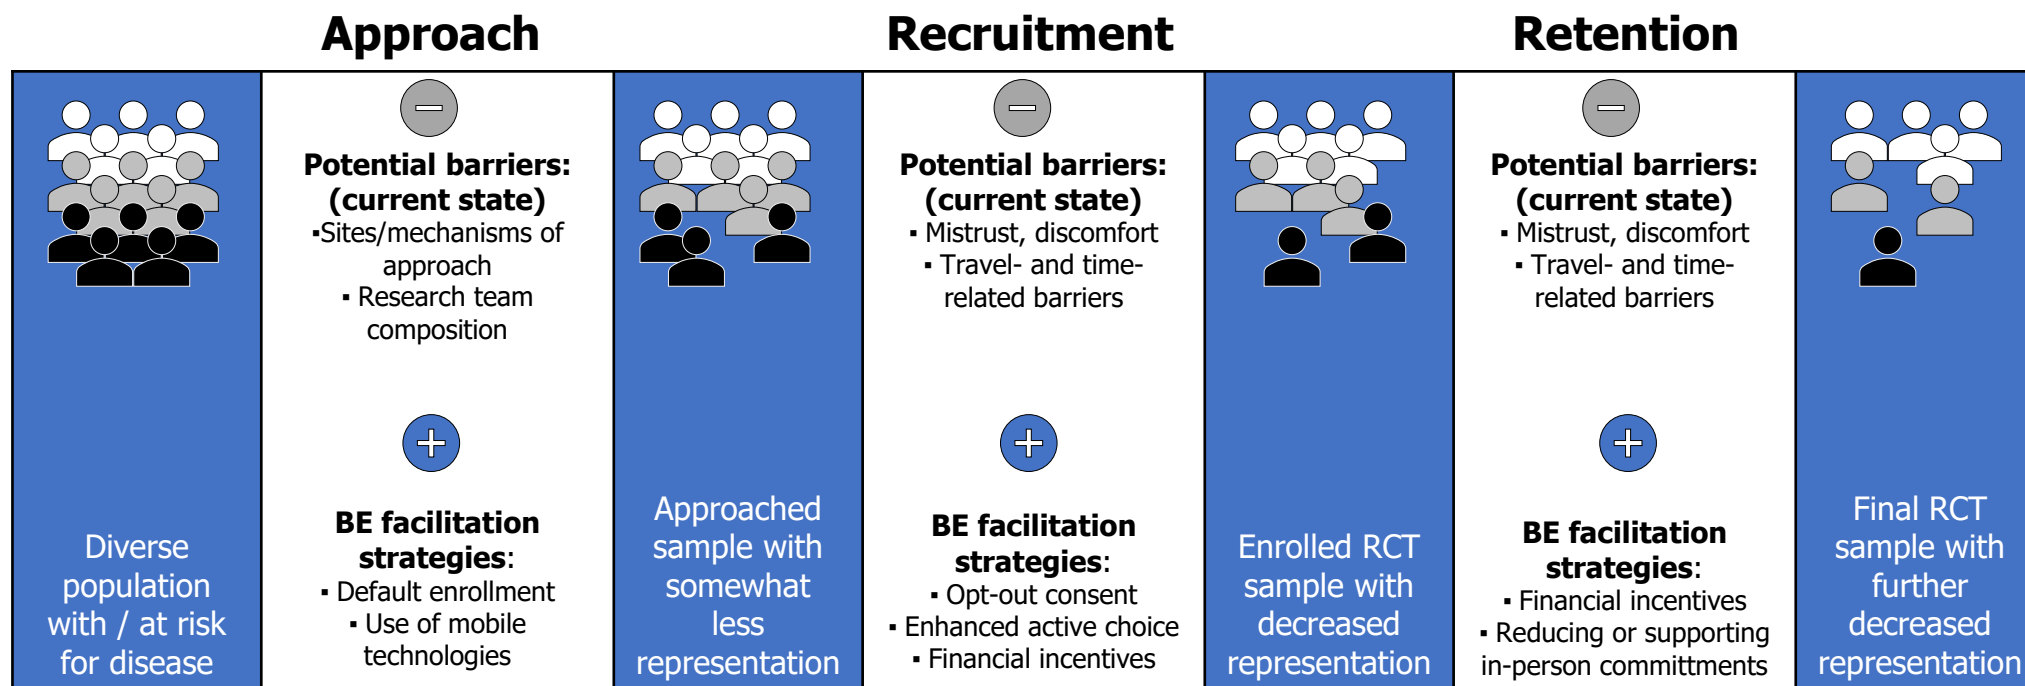 Approach
Recruitment
Retention
Diverse
population
with / at risk
for disease
Potential barriers:
(current state)
▪Sites/mechanisms of
approach
▪ Research team
composition
BE facilitation
strategies:
▪ Default enrollment
▪ Use of mobile
technologies
Approached
sample with
somewhat
less
representation
Potential barriers:
(current state)
▪ Mistrust, discomfort
▪ Travel- and time-
related barriers
BE facilitation
strategies:
▪ Opt-out consent
▪ Enhanced active choice
▪ Financial incentives
Enrolled RCT
sample with
decreased
representation
Potential barriers:
(current state)
▪ Mistrust, discomfort
▪ Travel- and time-
related barriers
BE facilitation
strategies:
▪ Financial incentives
▪ Reducing or supporting
in-person committments
Final RCT
sample with
further
decreased
representation